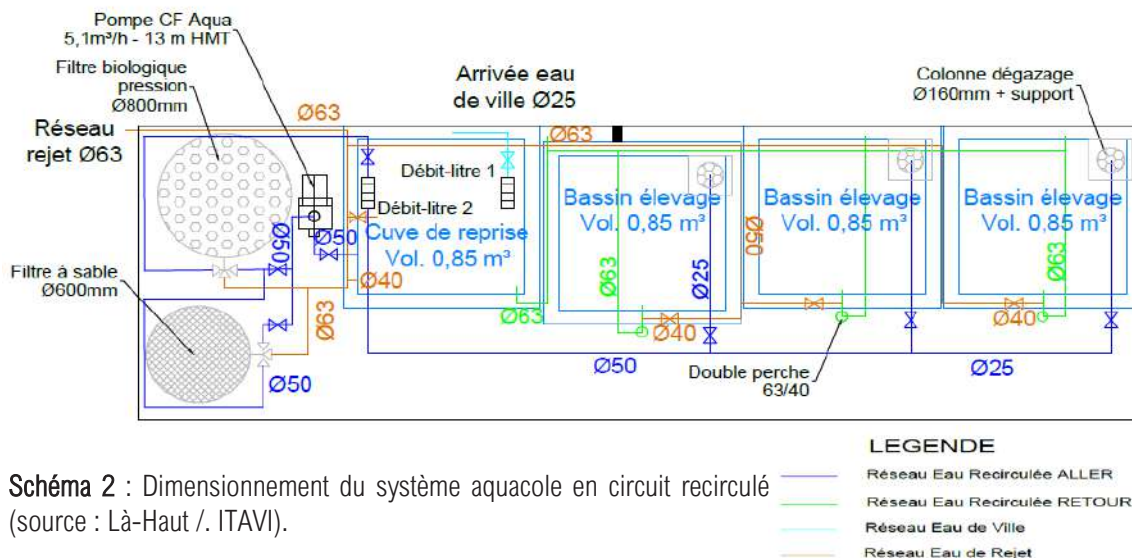 Pompe CF Aqua
5,1m³/h - 13 m HMT
Filtre biologique
pression
Ø800mm
Réseau
rejet Ø63
Ø63
Arrivée eau
de ville Ø25
Ø63
Colonne dégazage
Ø160mm + support
Débit-litre 1
Débit-litre 2
Cuve de reprise
Vol. 0,85 m³
Bassin élevage
Vol. 0,85 m³
Bassin élevage
Vol. 0,85 m³
Bassin élevage
Vol. 0,85 m³
Ø50
Ø50
Ø40
Ø63
Ø63
Ø25
Ø50
Ø63
Filtre à sable
Ø600mm
Ø63
Ø40
Ø40
Ø50
Ø50
Double perche
63/40
Ø25
LEGENDE
Réseau Eau Recirculée ALLER
Réseau Eau Recirculée RETOUR
Réseau Eau de Ville
Réseau Eau de Rejet
Schéma 2 : Dimensionnement du système aquacole en circuit recirculé
(source : Là-Haut /. ITAVI).